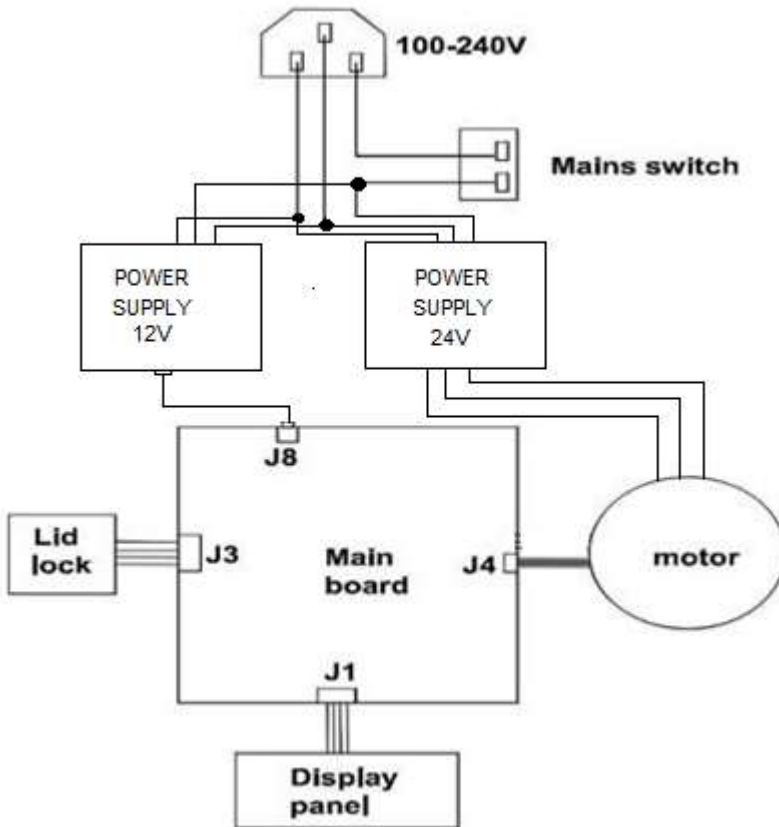 100-240V
Mains switch
POWER
SUPPLY
12V
POWER
SUPPLY
24V
J8
Lid
lock
J3
Main
board
J4
motor
J1
Display
panel